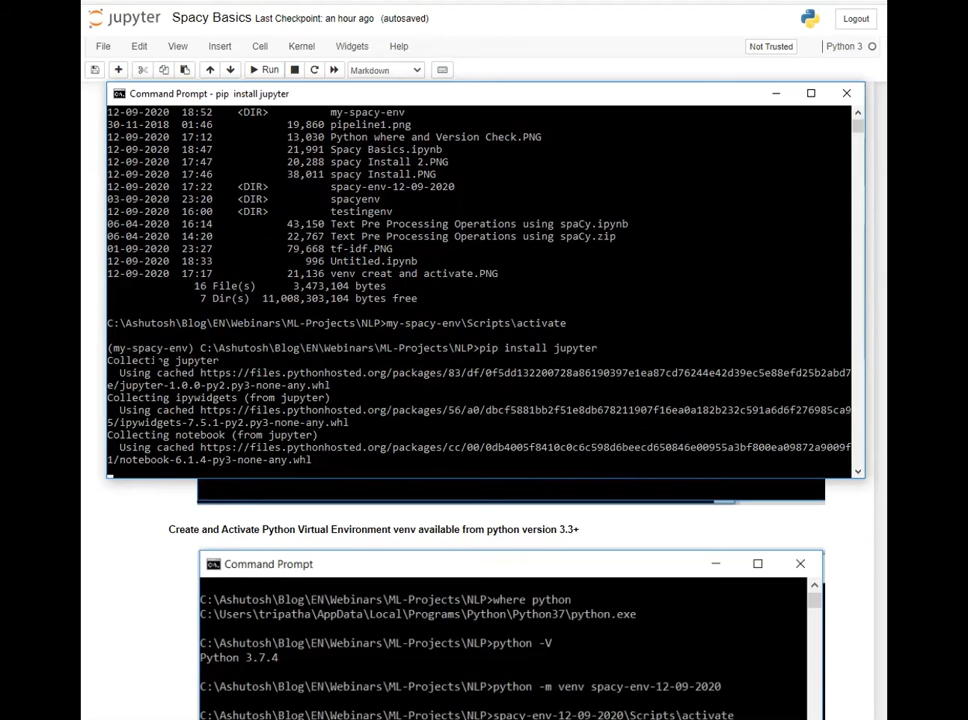 jupyter Spacy Basics Last Checkpoint: an hour ago (autosaved) Logout
File Edit View Insert Cell Kernel Widgets Help Not Trusted Python 3
Run Markdown
Command Prompt - pip install jupyter
12-09-2020 18:52 <DIR> my-spacy-env
30-11-2018 01:46 19,860 pipeline1.png
12-09-2020 17:12 13,030 Python where and Version Check.PNG
12-09-2020 18:47 21,991 Spacy Basics.ipynb
12-09-2020 17:47 20,288 spacy Install 2.PNG
12-09-2020 17:46 38,011 spacy Install.PNG
12-09-2020 17:22 <DIR> spacy-env-12-09-2020
03-09-2020 23:20 <DIR> spacyenv
12-09-2020 16:00 <DIR> testingenv
06-04-2020 16:14 43,150 Text Pre Processing Operations using spaCy.ipynb
06-04-2020 14:20 22,767 Text Pre Processing Operations using spaCy.zip
01-09-2020 23:27 79,668 tf-idf.PNG
12-09-2020 18:33 996 Untitled.ipynb
12-09-2020 17:17 21,136 venv creat and activate.PNG
16 File(s) 3,473,104 bytes
7 Dir(s) 11,008,303,104 bytes free
C:\Ashutosh\Blog\EN\Webinars\ML-Projects\NLP>my-spacy-env\Scripts\activate
(my-spacy-env) C:\Ashutosh\Blog\EN\Webinars\ML-Projects\NLP>pip install jupyter
Collecting jupyter
Using cached https://files.pythonhosted.org/packages/83/df/0f5dd132200728a86190397e1ea87cd76244e42d39ec5e88efd25b2abd7
e/jupyter-1.0.0-py2.py3-none-any.whl
Collecting ipywidgets (from jupyter)
Using cached https://files.pythonhosted.org/packages/56/a0/dbcf5881bb2f51e8db678211907f16ea0a182b232c591a6d6f276985ca9
5/ipywidgets-7.5.1-py2.py3-none-any.whl
Collecting notebook (from jupyter)
Using cached https://files.pythonhosted.org/packages/cc/00/0db4005f8410c0c6c598d6beecd650846e00955a3bf800ea09872a9009f
1/notebook-6.1.4-py3-none-any.whl
Create and Activate Python Virtual Environment venv available from python version 3.3+
Command Prompt
C:\Ashutosh\Blog\EN\Webinars\ML-Projects\NLP>where python
C:\Users\tripatha\AppData\Local\Programs\Python\Python37\python.exe
C:\Ashutosh\Blog\EN\Webinars\ML-Projects\NLP>python -V
Python 3.7.4
C:\Ashutosh\Blog\EN\Webinars\ML-Projects\NLP>python -m venv spacy-env-12-09-2020
C:\Ashutosh\Blog\EN\Webinars\ML-Projects\NLP>spacy-env-12-09-2020\Scripts\activate